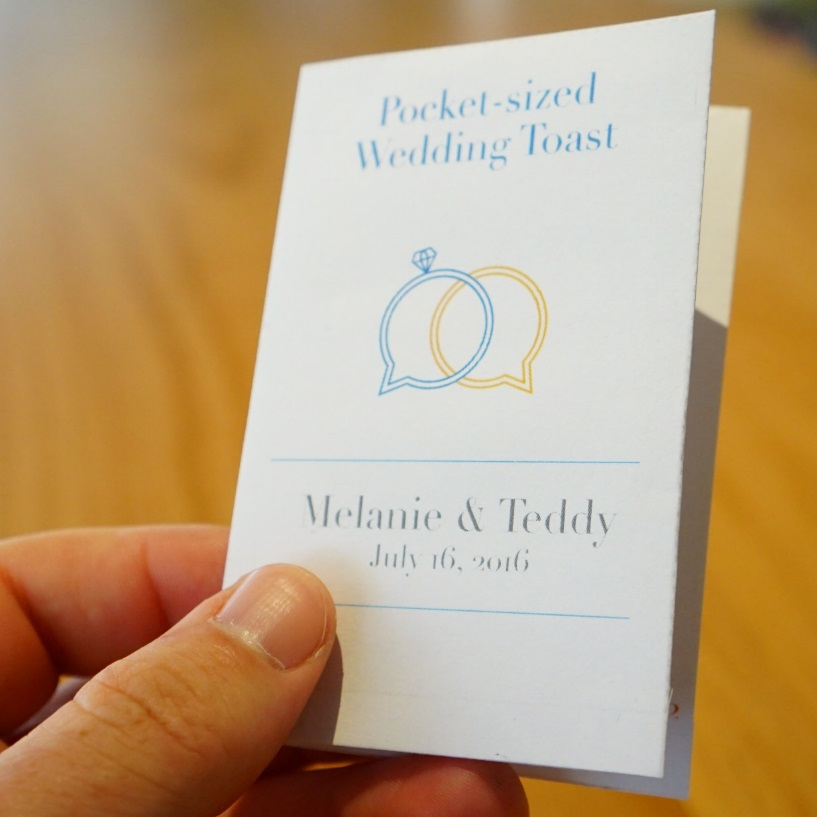 Pocket-sized
Wedding Toast
Melanie & Teddy
July 16, 2016